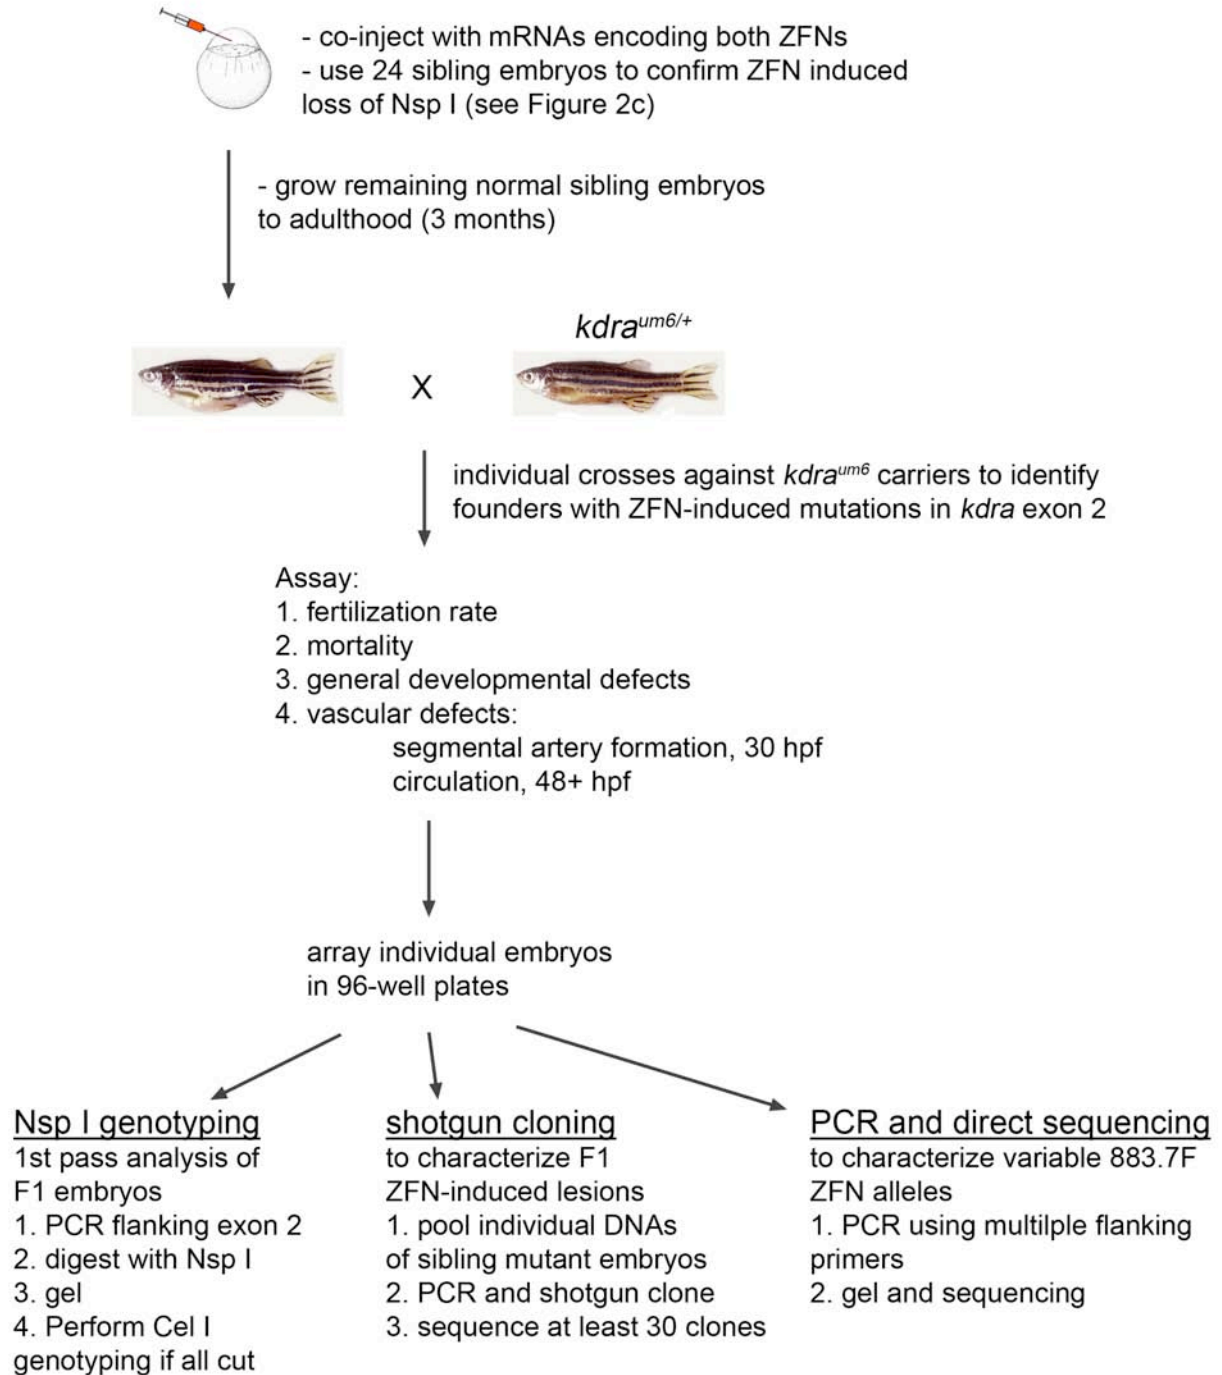 - co-inject with mRNAs encoding both ZFNs
- use 24 sibling embryos to confirm ZFN induced
loss of Nsp I (see Figure 2c)
- grow remaining normal sibling embryos
to adulthood (3 months)
kdra^um6/+
X
individual crosses against kdra^um6 carriers to identify
founders with ZFN-induced mutations in kdra exon 2
Assay:
1. fertilization rate
2. mortality
3. general developmental defects
4. vascular defects:
segmental artery formation, 30 hpf
circulation, 48+ hpf
array individual embryos
in 96-well plates
Nsp I genotyping
1st pass analysis of
F1 embryos
1. PCR flanking exon 2
2. digest with Nsp I
3. gel
4. Perform Cel I
genotyping if all cut
shotgun cloning
to characterize F1
ZFN-induced lesions
1. pool individual DNAs
of sibling mutant embryos
2. PCR and shotgun clone
3. sequence at least 30 clones
PCR and direct sequencing
to characterize variable 883.7F
ZFN alleles
1. PCR using multilple flanking
primers
2. gel and sequencing